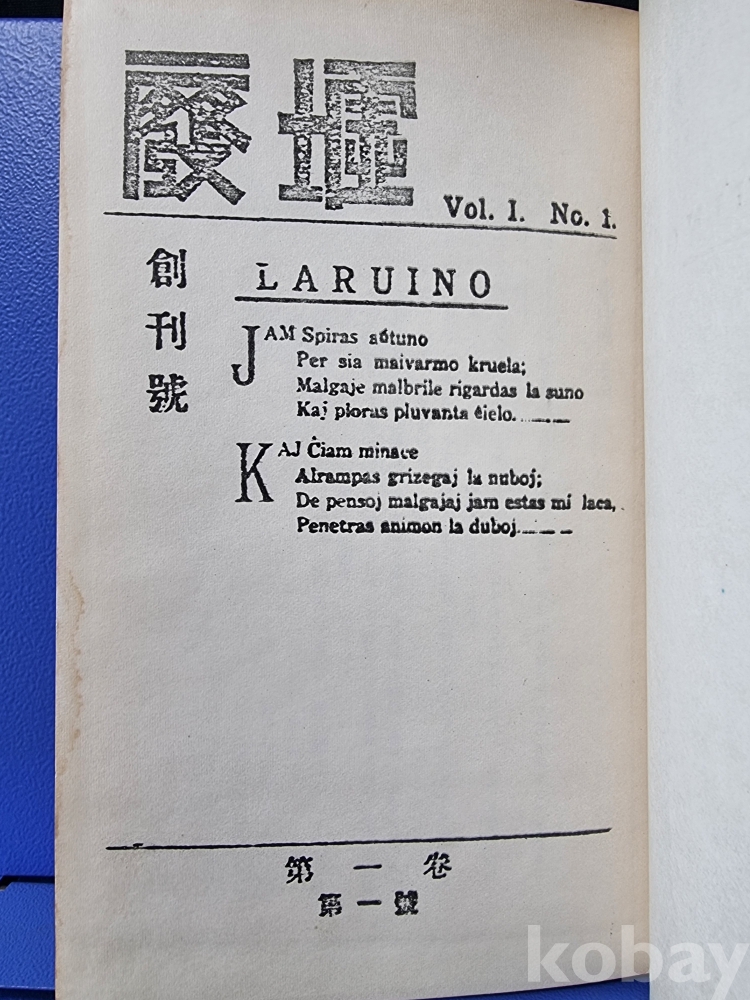 廢墟
Vol. I. No. 1.
創刊號
LARUINO
JAM Spiras aŭtuno
Per sia malvarmo kruela;
Malgaje malbrile rigardas la suno
Kaj ploras pluvanta ĉielo.
KAJ Ĉiam minace
Alrampas grizegaj la nuboj;
De pensoj malgajaj jam estas mi laca,
Penetras animon la duboj.
第一卷
第一號
kobay